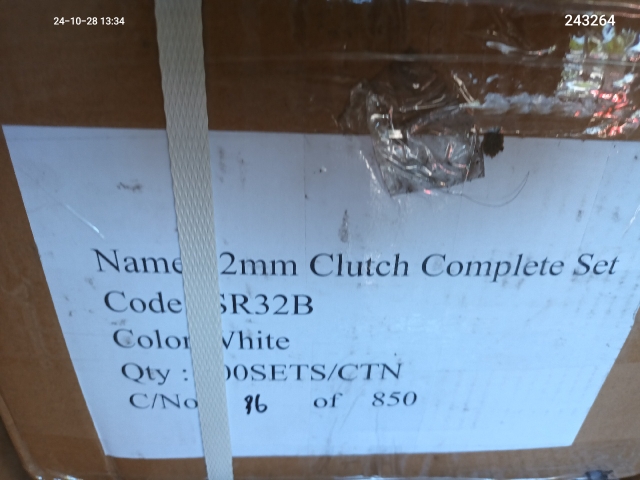 24-10-28 13:34
243264
Name 2mm Clutch Complete Set
Code SR32B
Color White
Qty : 00SETS/CTN
C/No 96 of 850